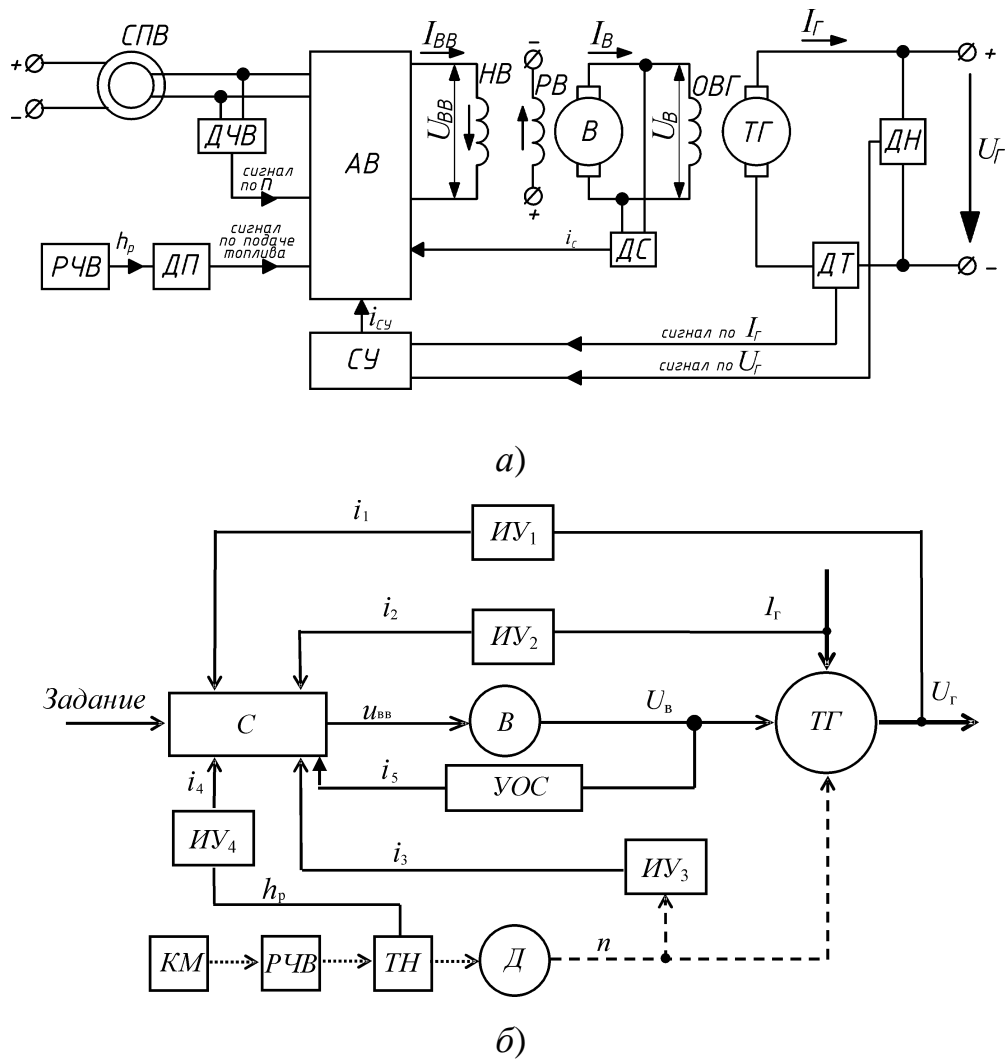 СПВ
I_ВВ
I_В
I_Г
+
−
НВ
РВ
−
ОВГ
+
ДЧВ
АВ
U_ВВ
В
U_В
ТГ
ДН
U_Г
сигнал
по n
+
h_р
сигнал
по подаче
топлива
РЧВ
ДП
i_с
ДС
ДТ
−
i_СУ
СУ
сигнал по I_Г
сигнал по U_Г
а)
i_1
ИУ_1
i_2
ИУ_2
I_г
Задание
С
u_вв
В
U_в
ТГ
U_г
i_4
i_5
УОС
ИУ_4
i_3
ИУ_3
h_р
КМ
РЧВ
ТН
Д
n
б)